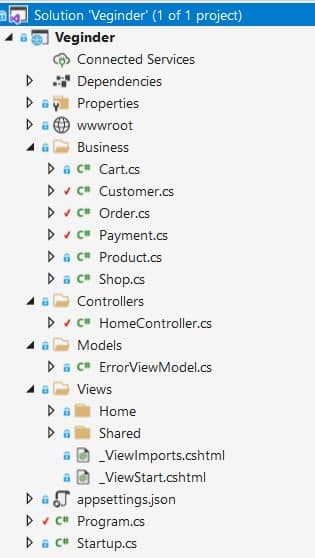 Solution 'Veginder' (1 of 1 project)
Veginder
Connected Services
Dependencies
Properties
wwwroot
Business
C# Cart.cs
C# Customer.cs
C# Order.cs
C# Payment.cs
C# Product.cs
C# Shop.cs
Controllers
C# HomeController.cs
Models
C# ErrorViewModel.cs
Views
Home
Shared
_ViewImports.cshtml
_ViewStart.cshtml
appsettings.json
C# Program.cs
C# Startup.cs